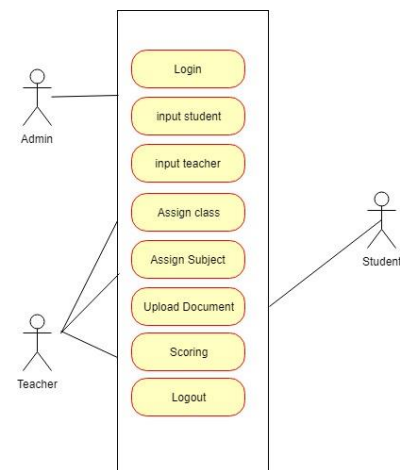 Login
input student
input teacher
Admin
Assign class
Assign Subject
Upload Document
Scoring
Logout
Student
Teacher